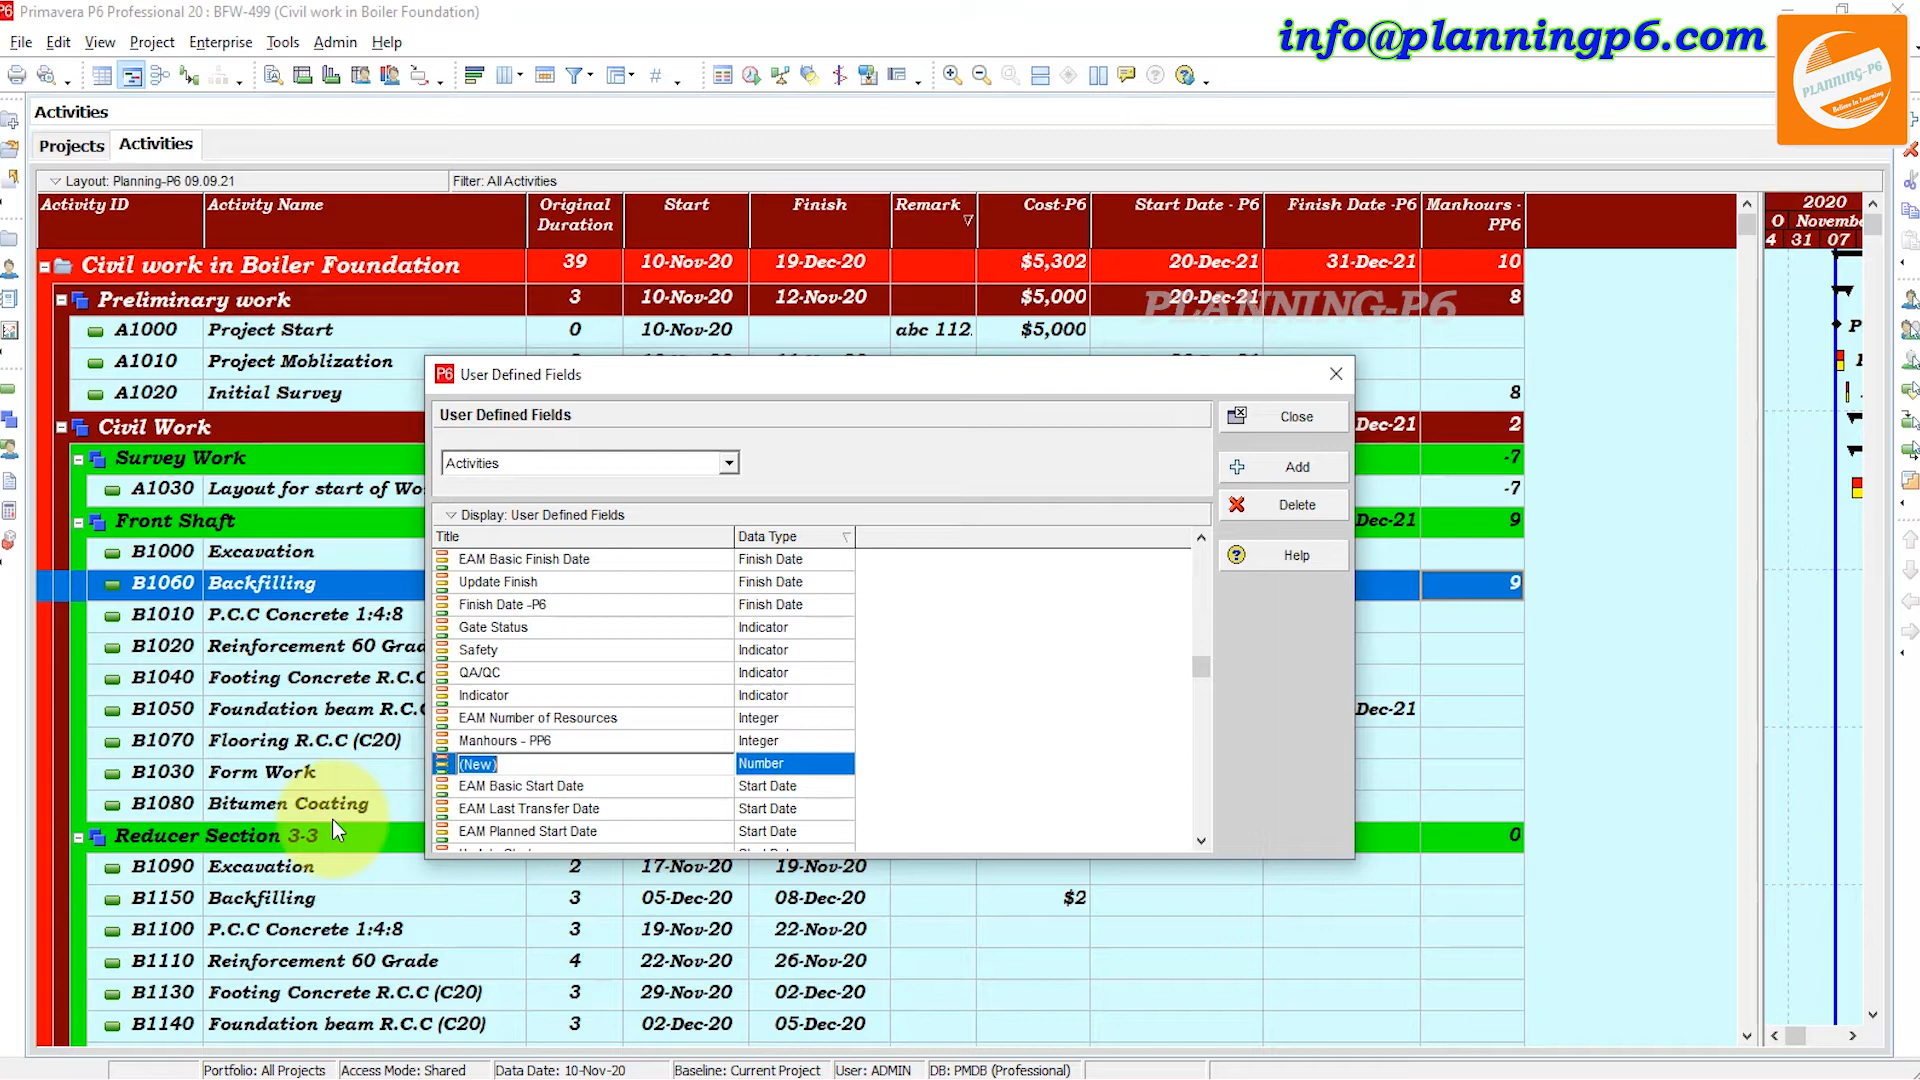 Primavera P6 Professional 20 : BFW-499 (Civil work in Boiler Foundation)
info@planningp6.com
PLANNING-P6
Believe In Learning
File Edit View Project Enterprise Tools Admin Help
Activities
Projects Activities
Layout: Planning-P6 09.09.21 Filter: All Activities
Activity ID Activity Name Original Duration Start Finish Remark Cost-P6 Start Date - P6 Finish Date -P6 Manhours - PP6
2020
O Novembe
4 31 07
Civil work in Boiler Foundation 39 10-Nov-20 19-Dec-20 $5,302 20-Dec-21 31-Dec-21 10
Preliminary work 3 10-Nov-20 12-Nov-20 $5,000 20-Dec-21 8
PLANNING-P6
A1000 Project Start 0 10-Nov-20 abc 112. $5,000
P
A1010 Project Moblization
A1020 Initial Survey 8
Civil Work Dec-21 2
Survey Work -7
A1030 Layout for start of Wo -7
Front Shaft Dec-21 9
B1000 Excavation
B1060 Backfilling 9
B1010 P.C.C Concrete 1:4:8
B1020 Reinforcement 60 Grad
B1040 Footing Concrete R.C.C
B1050 Foundation beam R.C.C Dec-21
B1070 Flooring R.C.C (C20)
B1030 Form Work
B1080 Bitumen Coating
Reducer Section 3-3 0
B1090 Excavation 2 17-Nov-20 19-Nov-20
B1150 Backfilling 3 05-Dec-20 08-Dec-20 $2
B1100 P.C.C Concrete 1:4:8 3 19-Nov-20 22-Nov-20
B1110 Reinforcement 60 Grade 4 22-Nov-20 26-Nov-20
B1130 Footing Concrete R.C.C (C20) 3 29-Nov-20 02-Dec-20
B1140 Foundation beam R.C.C (C20) 3 02-Dec-20 05-Dec-20
P6 User Defined Fields
User Defined Fields
Close
Activities
Add
Delete
Help
Display: User Defined Fields
Title Data Type
EAM Basic Finish Date Finish Date
Update Finish Finish Date
Finish Date -P6 Finish Date
Gate Status Indicator
Safety Indicator
QA/QC Indicator
Indicator Indicator
EAM Number of Resources Integer
Manhours - PP6 Integer
(New) Number
EAM Basic Start Date Start Date
EAM Last Transfer Date Start Date
EAM Planned Start Date Start Date
Portfolio: All Projects Access Mode: Shared Data Date: 10-Nov-20 Baseline: Current Project User: ADMIN DB: PMDB (Professional)